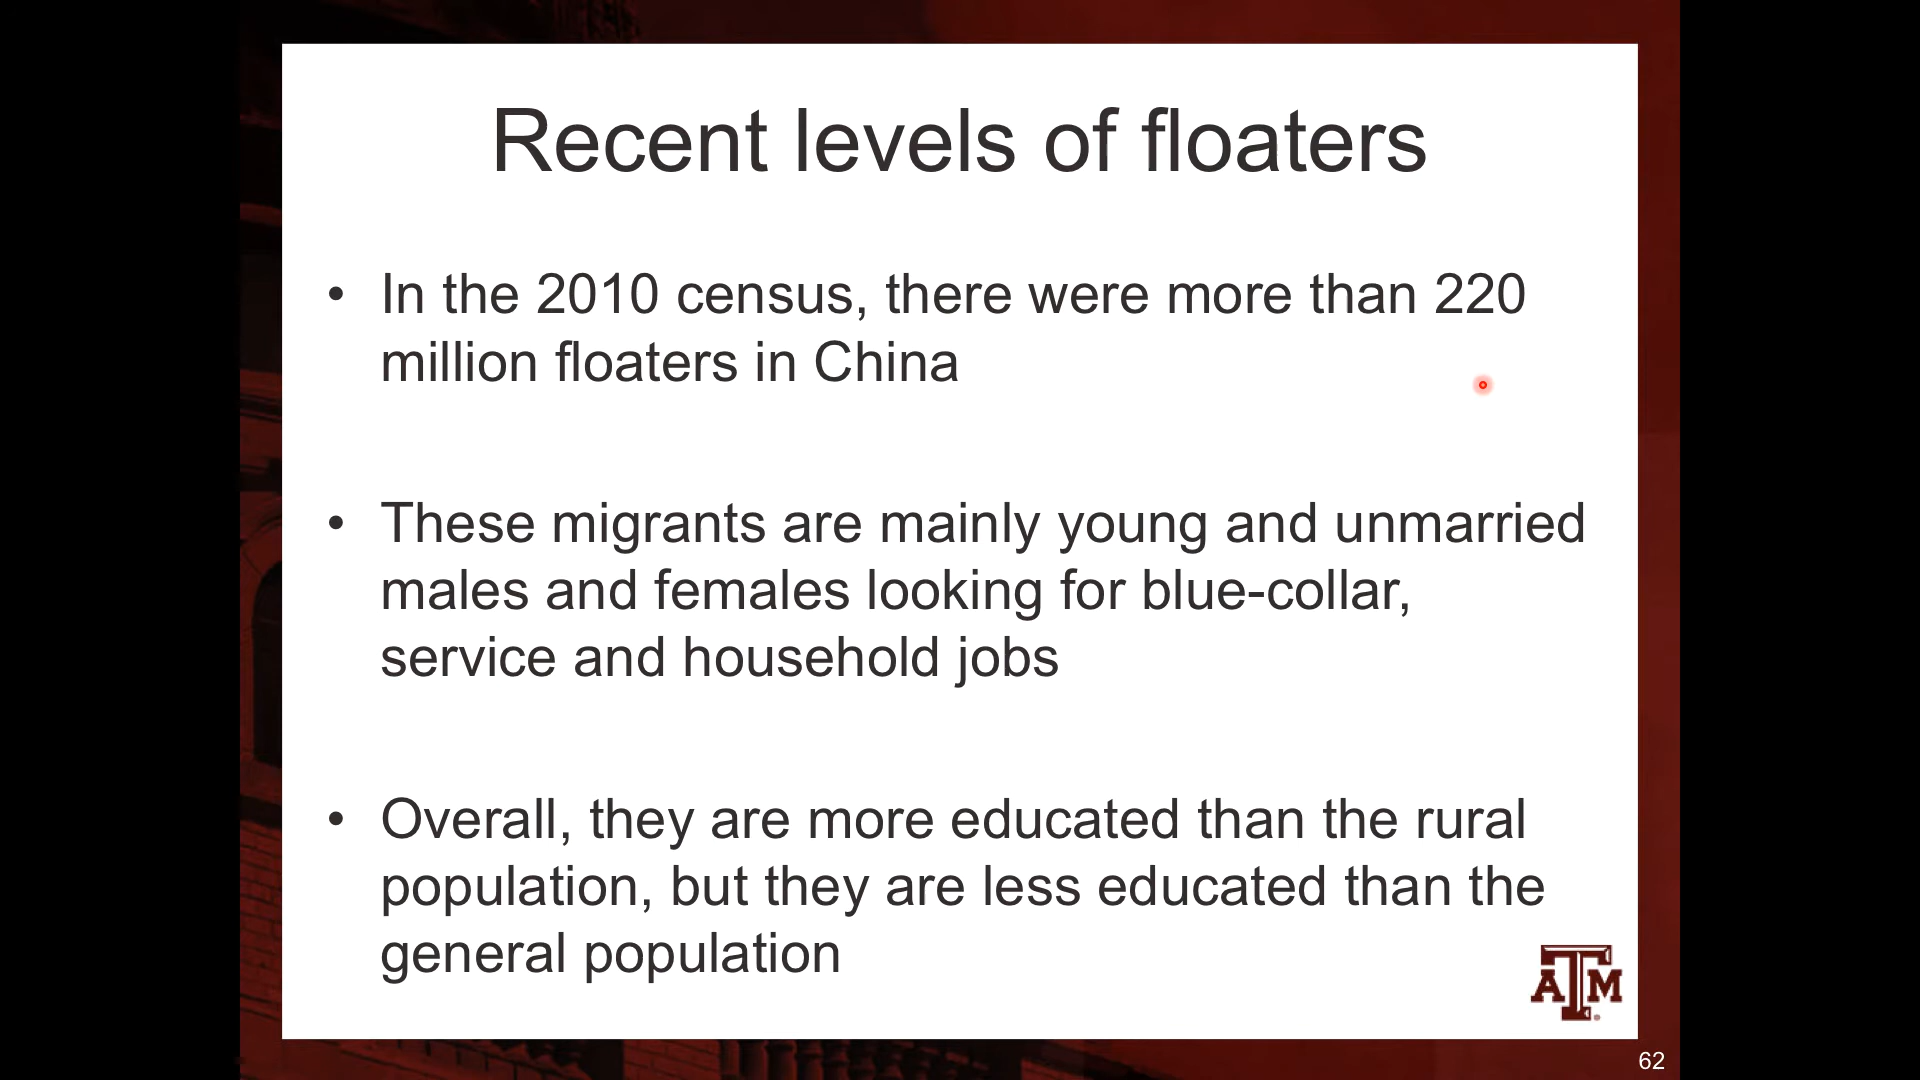 Recent levels of floaters
• In the 2010 census, there were more than 220
million floaters in China
• These migrants are mainly young and unmarried
males and females looking for blue-collar,
service and household jobs
• Overall, they are more educated than the rural
population, but they are less educated than the
general population
ATM
62